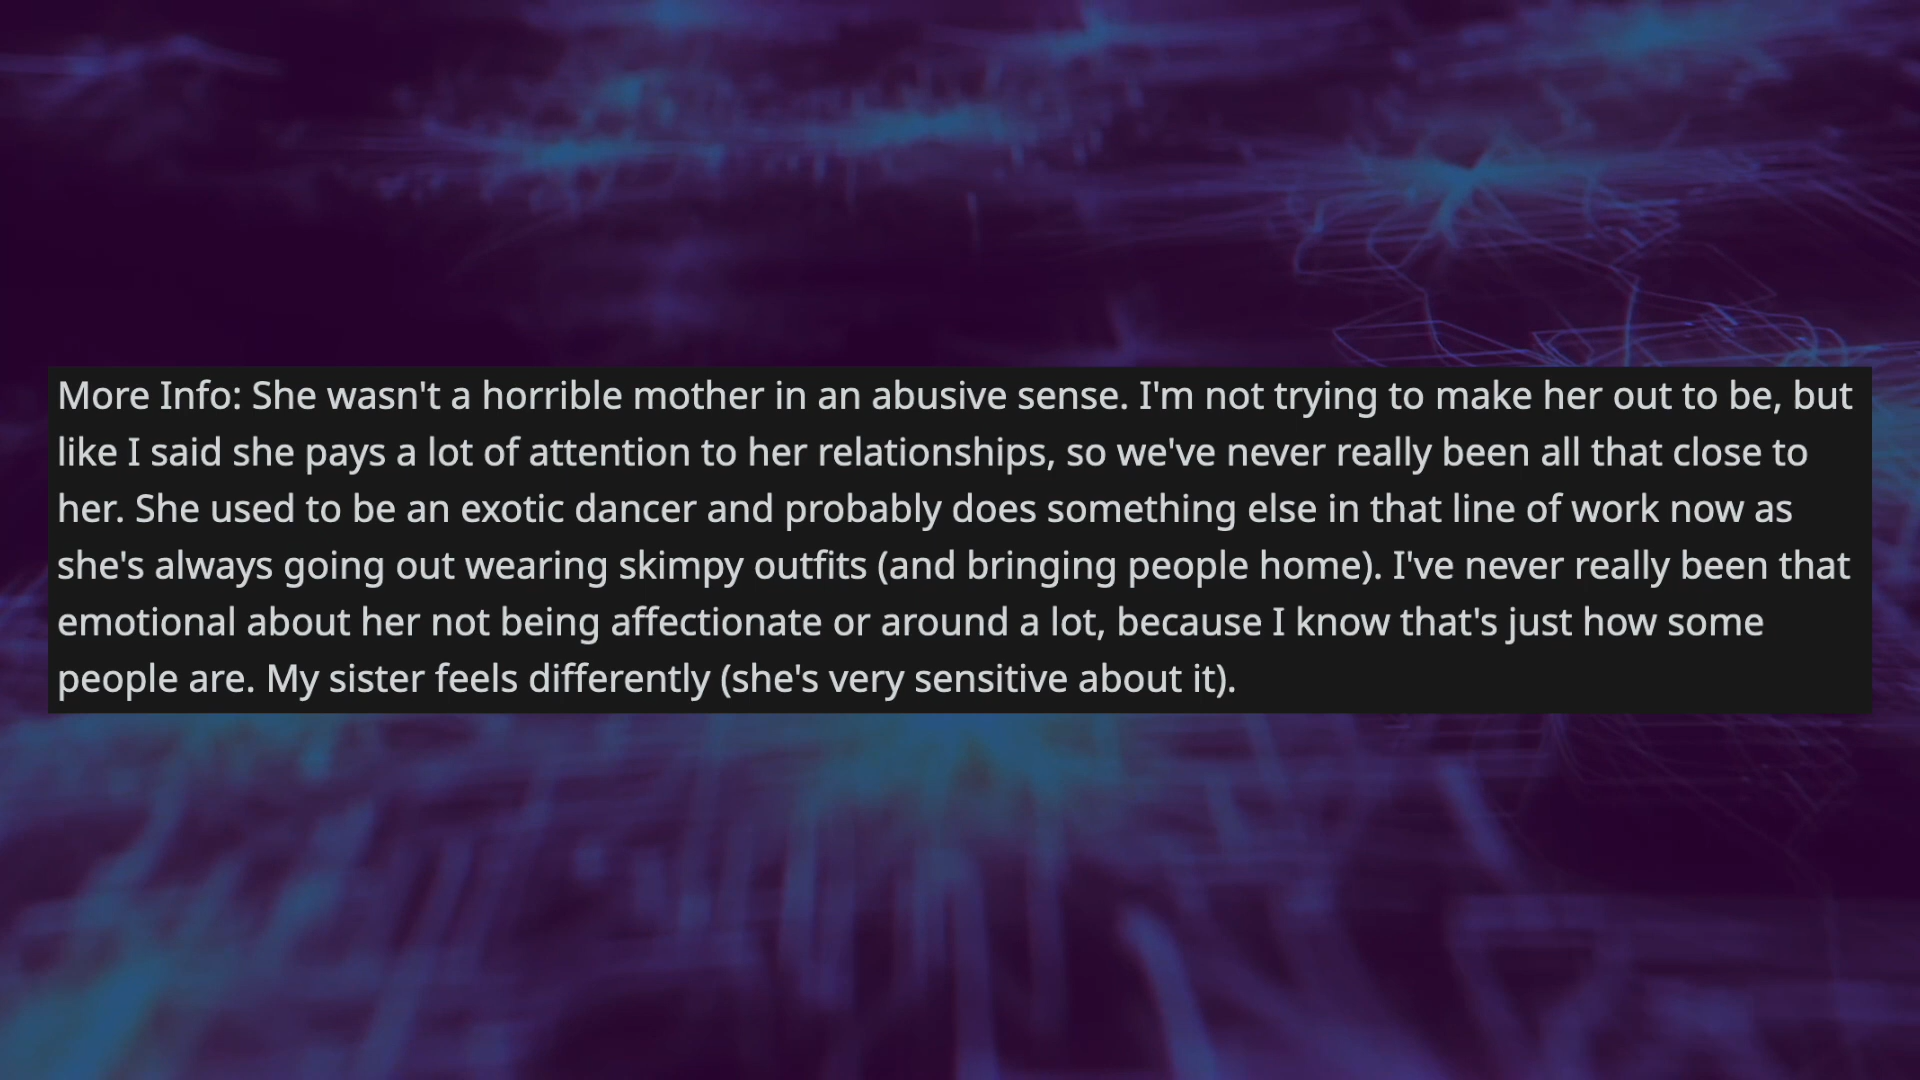 More Info: She wasn't a horrible mother in an abusive sense. I'm not trying to make her out to be, but
like I said she pays a lot of attention to her relationships, so we've never really been all that close to
her. She used to be an exotic dancer and probably does something else in that line of work now as
she's always going out wearing skimpy outfits (and bringing people home). I've never really been that
emotional about her not being affectionate or around a lot, because I know that's just how some
people are. My sister feels differently (she's very sensitive about it).